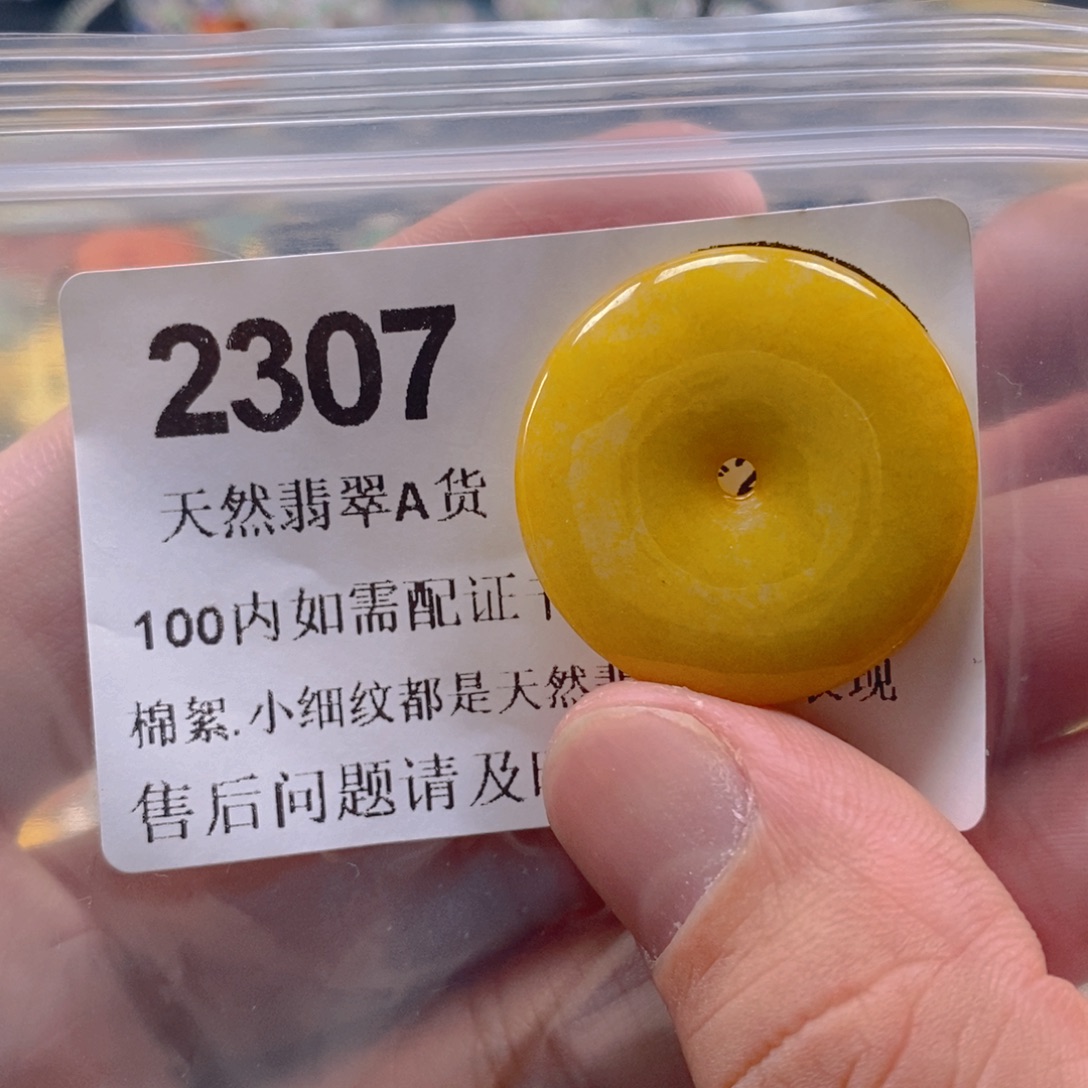 2307
天然翡翠A货
100内如需配证
棉絮.小细纹都是天然 现
售后问题请及